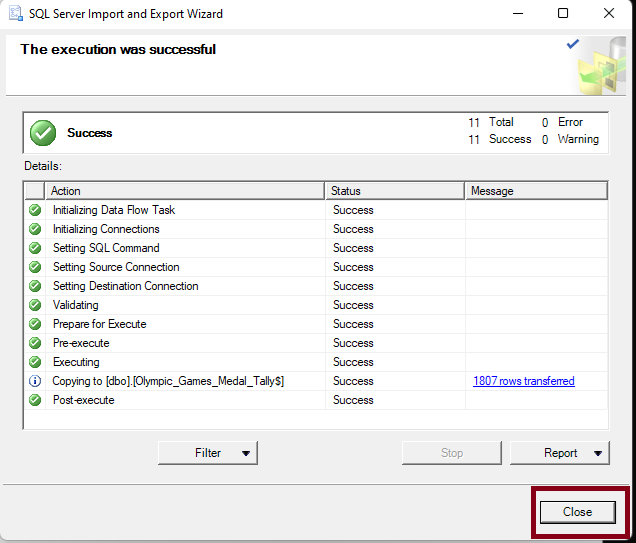 SQL Server Import and Export Wizard
The execution was successful
Success
11 Total 0 Error
11 Success 0 Warning
Details:
Action Status Message
Initializing Data Flow Task Success
Initializing Connections Success
Setting SQL Command Success
Setting Source Connection Success
Setting Destination Connection Success
Validating Success
Prepare for Execute Success
Pre-execute Success
Executing Success
Copying to [dbo].[Olympic_Games_Medal_Tally$] Success 1807 rows transferred
Post-execute Success
Filter Stop Report
Close